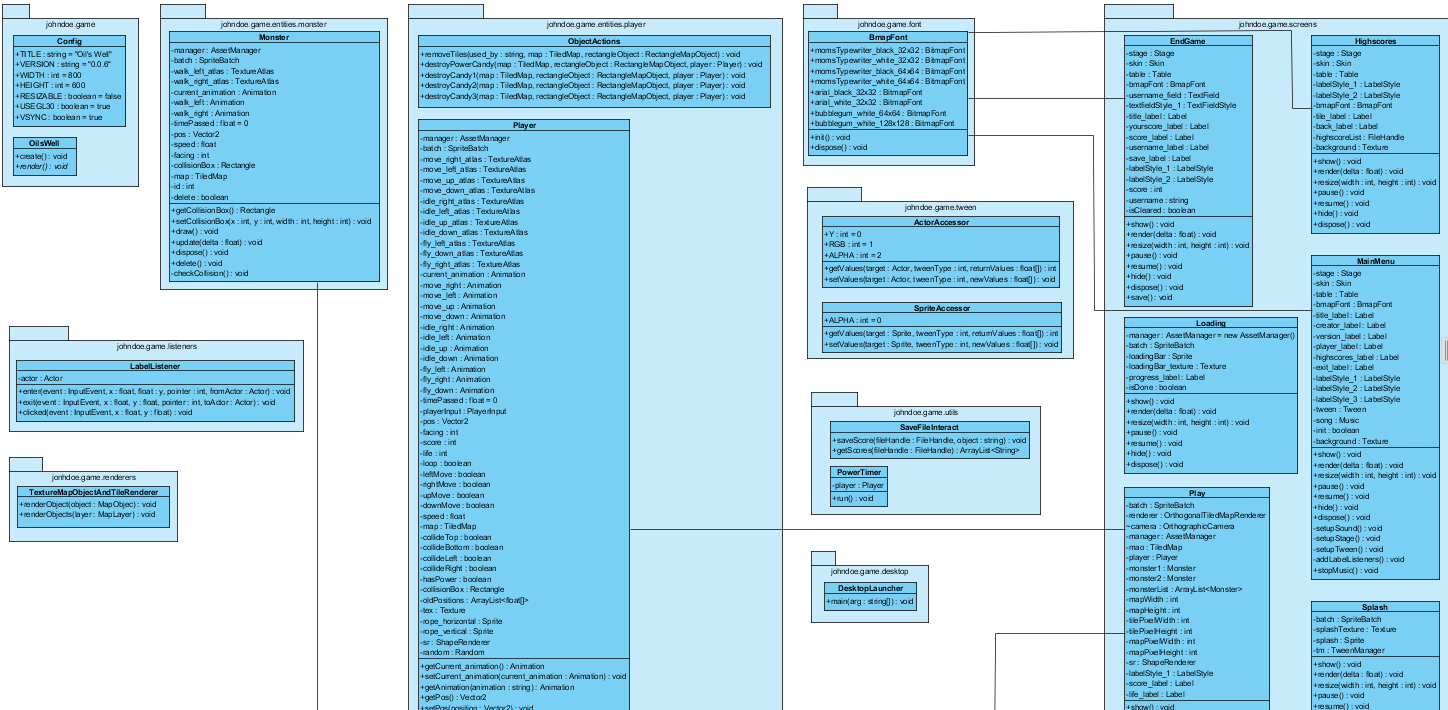 johndoe.game
Config
+TITLE : string = "Oil's Well"
+VERSION : string = "0.0.6"
+WIDTH : int = 800
+HEIGHT : int = 600
+RESIZABLE : boolean = false
+USEGL30 : boolean = true
+VSYNC : boolean = true
OilsWell
+create() : void
+render() : void
johndoe.game.entities.monster
Monster
-manager : AssetManager
-batch : SpriteBatch
-walk_left_atlas : TextureAtlas
-walk_right_atlas : TextureAtlas
-current_animation : Animation
-walk_left : Animation
-walk_right : Animation
-timePassed : float = 0
-pos : Vector2
-speed : float
-facing : int
-collisionBox : Rectangle
-map : TiledMap
-id : int
-delete : boolean
+getCollisionBox() : Rectangle
+setCollisionBox(x : int, y : int, width : int, height : int) : void
+draw() : void
+update(delta : float) : void
+dispose() : void
+delete() : void
-checkCollision() : void
johndoe.game.listeners
LabelListener
-actor : Actor
+enter(event : InputEvent, x : float, float : y, pointer : int, fromActor : Actor) : void
+exit(event : InputEvent, x : float, y : float, pointer : int, toActor : Actor) : void
+clicked(event : InputEvent, x : float, y : float) : void
jonhdoe.game.renderers
TextureMapObjectAndTileRenderer
+renderObject(object : MapObjec) : void
+renderObjects(layer : MapLayer) : void
johndoe.game.entities.player
ObjectActions
+removeTiles(used_by : string, map : TiledMap, rectangleObject : RectangleMapObject) : void
+destroyPowerCandy(map : TiledMap, rectangleObject : RectangleMapObject, player : Player) : void
+destroyCandy1(map : TiledMap, rectangleObject : RectangleMapObject, player : Player) : void
+destroyCandy2(map : TiledMap, rectangleObject : RectangleMapObject, player : Player) : void
+destroyCandy3(map : TiledMap, rectangleObject : RectangleMapObject, player : Player) : void
Player
-manager : AssetManager
-batch : SpriteBatch
-move_right_atlas : TextureAtlas
-move_left_atlas : TextureAtlas
-move_up_atlas : TextureAtlas
-move_down_atlas : TextureAtlas
-idle_right_atlas : TextureAtlas
-idle_left_atlas : TextureAtlas
-idle_up_atlas : TextureAtlas
-idle_down_atlas : TextureAtlas
-fly_left_atlas : TextureAtlas
-fly_down_atlas : TextureAtlas
-fly_right_atlas : TextureAtlas
-current_animation : Animation
-move_right : Animation
-move_left : Animation
-move_up : Animation
-move_down : Animation
-idle_right : Animation
-idle_left : Animation
-idle_up : Animation
-idle_down : Animation
-fly_left : Animation
-fly_right : Animation
-fly_down : Animation
-timePassed : float = 0
-playerInput : PlayerInput
-pos : Vector2
-facing : int
-score : int
-life : int
-loop : boolean
-leftMove : boolean
-rightMove : boolean
-upMove : boolean
-downMove : boolean
-speed : float
-map : TiledMap
-collideTop : boolean
-collideBottom : boolean
-collideLeft : boolean
-collideRight : boolean
-hasPower : boolean
-collisionBox : Rectangle
-oldPositions : ArrayList<float[]>
-tex : Texture
-rope_horizontal : Sprite
-rope_vertical : Sprite
-sr : ShapeRenderer
-random : Random
+getCurrent_animation() : Animation
+setCurrent_animation(current_animation : Animation) : void
+getAnimation(animation : string) : Animation
+getPos() : Vector2
+setPos(position : Vector2) : void
johndoe.game.font
BmapFont
+momsTypewriter_black_32x32 : BitmapFont
+momsTypewriter_white_32x32 : BitmapFont
+momsTypewriter_black_64x64 : BitmapFont
+momsTypewriter_white_64x64 : BitmapFont
+arial_black_32x32 : BitmapFont
+arial_white_32x32 : BitmapFont
+bubblegum_white_64x64 : BitmapFont
+bubblegum_white_128x128 : BitmapFont
+init() : void
+dispose() : void
johndoe.game.tween
ActorAccessor
+Y : int = 0
+RGB : int = 1
+ALPHA : int = 2
+getValues(target : Actor, tweenType : int, returnValues : float[]) : int
+setValues(target : Actor, tweenType : int, newValues : float[]) : void
SpriteAccessor
+ALPHA : int = 0
+getValues(target : Sprite, tweenType : int, returnValues : float[]) : int
+setValues(target : Sprite, tweenType : int, newValues : float[]) : void
johndoe.game.utils
SaveFileInteract
+saveScore(fileHandle : FileHandle, object : string) : void
+getScores(fileHandle : FileHandle) : ArrayList<String>
PowerTimer
-player : Player
+run() : void
johndoe.game.desktop
DesktopLauncher
+main(arg : string[]) : void
johndoe.game.screens
EndGame
-stage : Stage
-skin : Skin
-table : Table
-bmapFont : BmapFont
-username_field : TextField
-textfieldStyle_1 : TextFieldStyle
-title_label : Label
-yourscore_label : Label
-score_label : Label
-username_label : Label
-save_label : Label
-labelStyle_1 : LabelStyle
-labelStyle_2 : LabelStyle
-score : int
-username : string
-isCleared : boolean
+show() : void
+render(delta : float) : void
+resize(width : int, height : int) : void
+pause() : void
+resume() : void
+hide() : void
+dispose() : void
+save() : void
Loading
-manager : AssetManager = new AssetManager()
-batch : SpriteBatch
-loadingBar : Sprite
-loadingBar_texture : Texture
-progress_label : Label
-isDone : boolean
+show() : void
+render(delta : float) : void
+resize(width : int, height : int) : void
+pause() : void
+resume() : void
+hide() : void
+dispose() : void
Play
-batch : SpriteBatch
-renderer : OrthogonalTiledMapRenderer
~camera : OrthographicCamera
-manager : AssetManager
-mao : TiledMap
-player : Player
-monster1 : Monster
-monster2 : Monster
-monsterList : ArrayList<Monster>
-mapWidth : int
-mapHeight : int
-tilePixelWidth : int
-tilePixelHeight : int
-mapPixelWidth : int
-mapPixelHeight : int
-sr : ShapeRenderer
-labelStyle_1 : LabelStyle
-score_label : Label
-life_label : Label
+show() : void
Highscores
-stage : Stage
-skin : Skin
-table : Table
-labelStyle_1 : LabelStyle
-labelStyle_2 : LabelStyle
-bmapFont : BmapFont
-tile_label : Label
-back_label : Label
-highscoreList : FileHandle
-background : Texture
+show() : void
+render(delta : float) : void
+resize(width : int, height : int) : void
+pause() : void
+resume() : void
+hide() : void
+dispose() : void
MainMenu
-stage : Stage
-skin : Skin
-table : Table
-bmapFont : BmapFont
-title_label : Label
-creator_label : Label
-version_label : Label
-player_label : Label
-highscores_label : Label
-exit_label : Label
-labelStyle_1 : LabelStyle
-labelStyle_2 : LabelStyle
-labelStyle_3 : LabelStyle
-tween : Tween
-song : Music
-init : boolean
-background : Texture
+show() : void
+render(delta : float) : void
+resize(width : int, height : int) : void
+pause() : void
+resume() : void
+hide() : void
+dispose() : void
-setupSound() : void
-setupStage() : void
-setupTween() : void
-addLabelListeners() : void
+stopMusic() : void
Splash
-batch : SpriteBatch
-splashTexture : Texture
-splash : Sprite
-tm : TweenManager
+show() : void
+render(delta : float) : void
+resize(width : int, height : int) : void
+pause() : void
+resume() : void